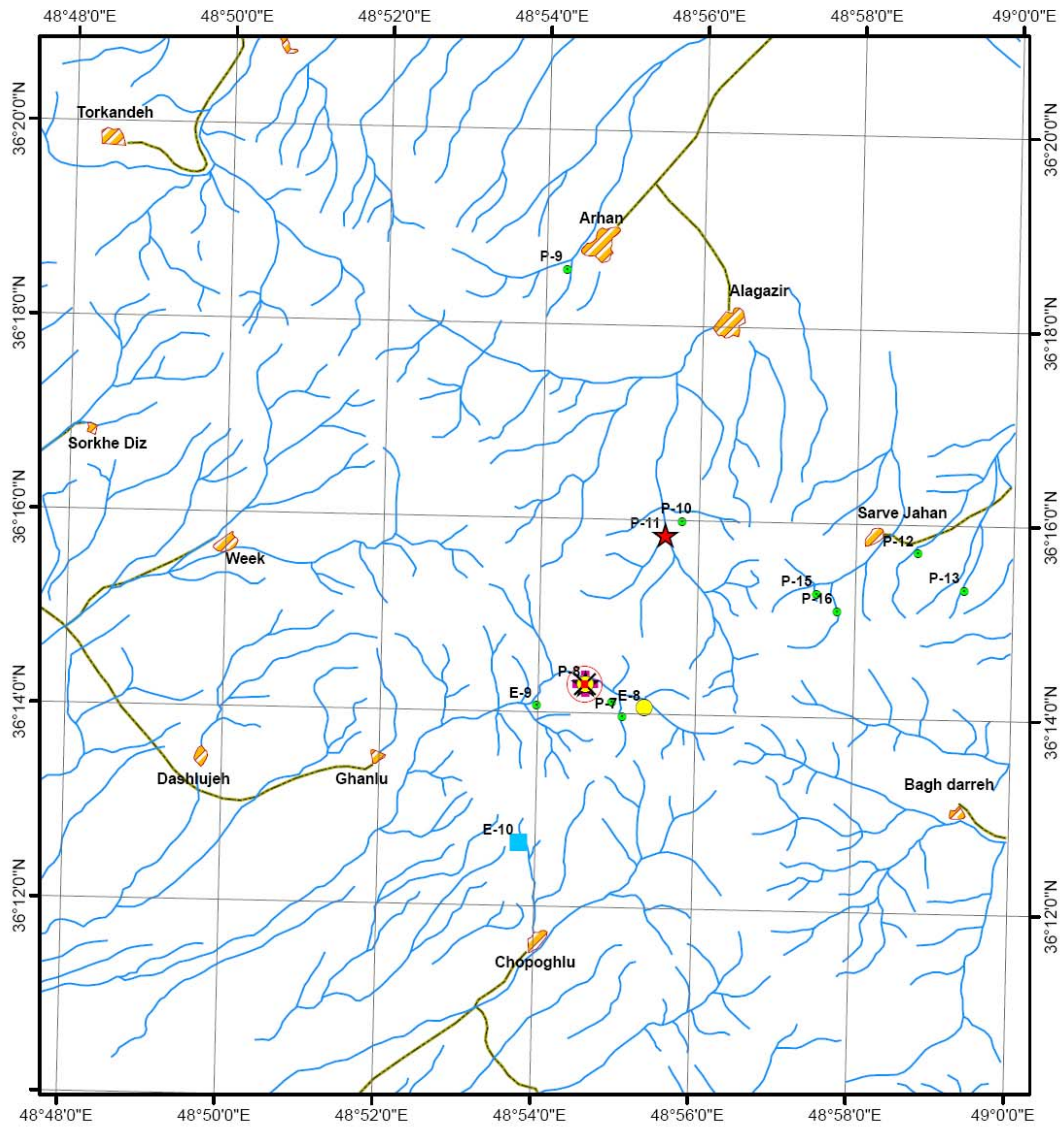 48°48'0"E 48°50'0"E 48°52'0"E 48°54'0"E 48°56'0"E 48°58'0"E 49°0'0"E
36°20'0"N
36°20'0"N
Torkandeh
Arhan
P-9
Alagazir
36°18'0"N
36°18'0"N
Sorkhe Diz
36°16'0"N
36°16'0"N
P-10
Sarve Jahan
P-11
P-12
Week
P-15
P-13
P-16
P-8
E-9
E-8
P-7
36°14'0"N
36°14'0"N
Dashlujeh
Ghanlu
Bagh darreh
E-10
36°12'0"N
36°12'0"N
Chopoghlu
48°48'0"E 48°50'0"E 48°52'0"E 48°54'0"E 48°56'0"E 48°58'0"E 49°0'0"E